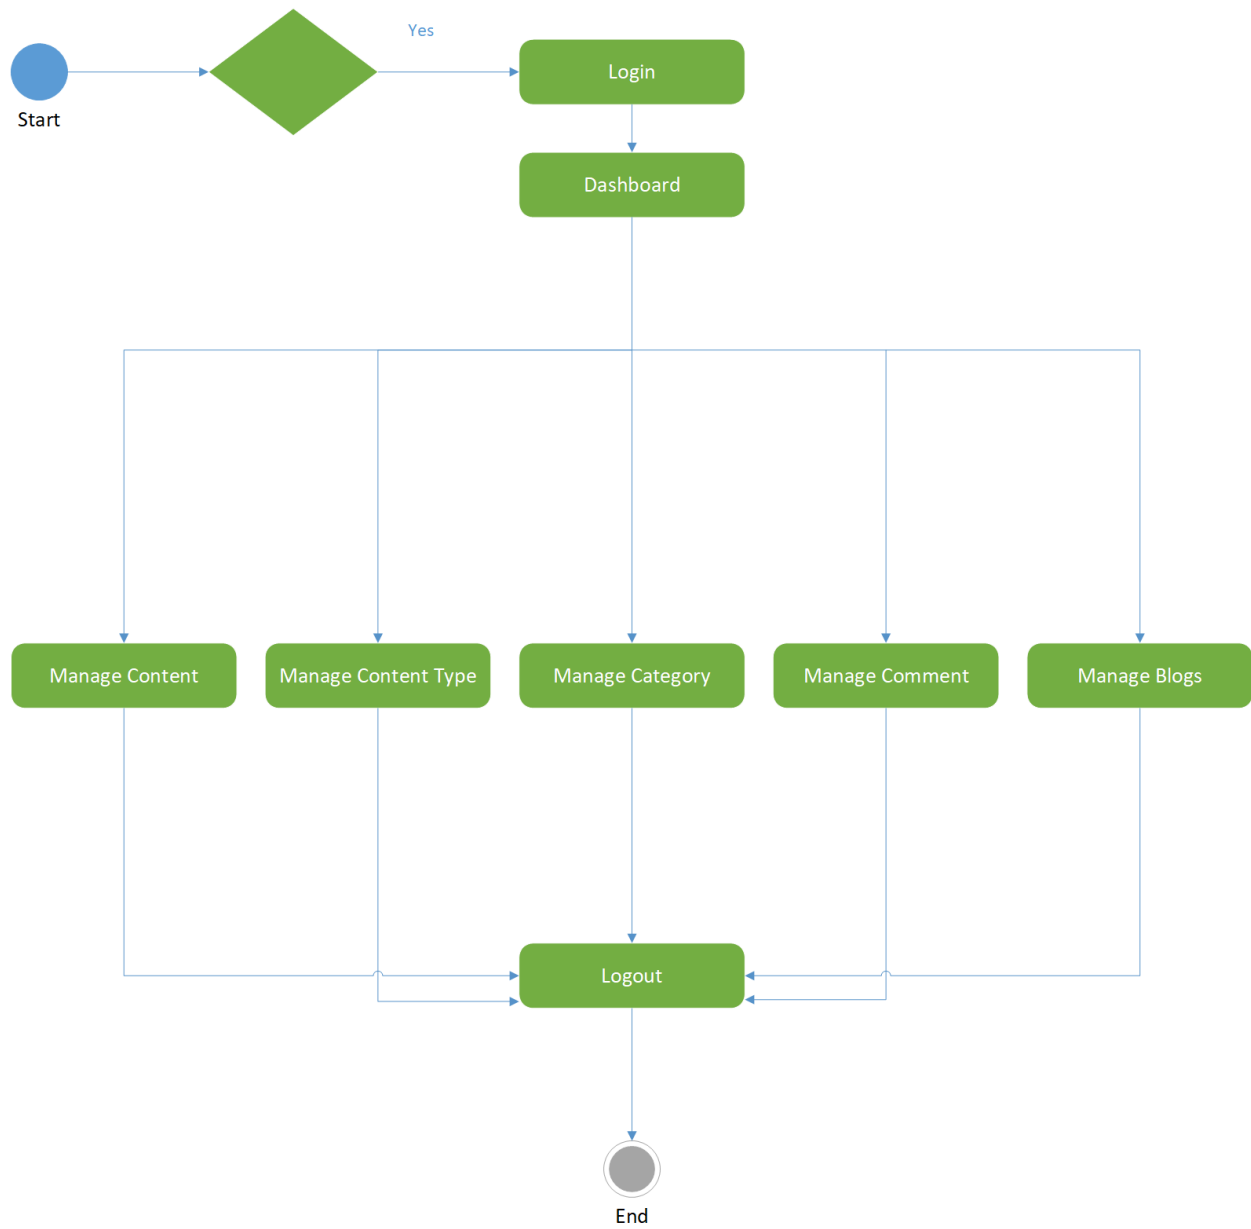 Yes
Login
Start
Dashboard
Manage Content
Manage Content Type
Manage Category
Manage Comment
Manage Blogs
Logout
End